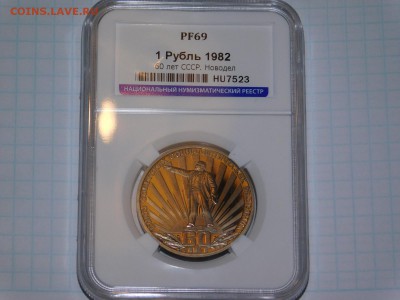 COINS.LAVE.RU
PF69
1 Рубль 1982
60 лет СССР, Новодел
HU7523
НАЦИОНАЛЬНЫЙ НУМИЗМАТИЧЕСКИЙ РЕЕСТР